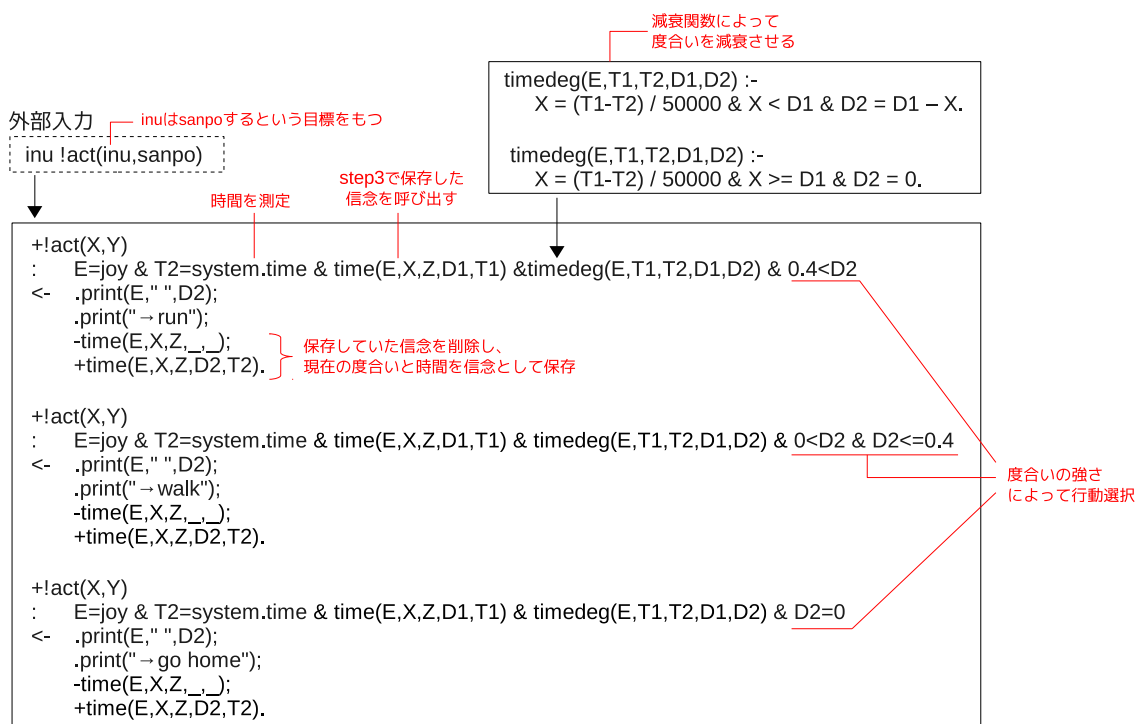 減衰関数によって
度合いを減衰させる
timedeg(E,T1,T2,D1,D2) :-
X = (T1-T2) / 50000 & X < D1 & D2 = D1 – X.
timedeg(E,T1,T2,D1,D2) :-
X = (T1-T2) / 50000 & X >= D1 & D2 = 0.
外部入力
inuはsanpoするという目標をもつ
inu !act(inu,sanpo)
時間を測定
step3で保存した
信念を呼び出す
+!act(X,Y)
: E=joy & T2=system.time & time(E,X,Z,D1,T1) &timedeg(E,T1,T2,D1,D2) & 0.4<D2
<- .print(E," ",D2);
.print("→run");
-time(E,X,Z,_,_);
+time(E,X,Z,D2,T2).
保存していた信念を削除し、
現在の度合いと時間を信念として保存
+!act(X,Y)
: E=joy & T2=system.time & time(E,X,Z,D1,T1) & timedeg(E,T1,T2,D1,D2) & 0<D2 & D2<=0.4
<- .print(E," ",D2);
.print("→walk");
-time(E,X,Z,_,_);
+time(E,X,Z,D2,T2).
度合いの強さ
によって行動選択
+!act(X,Y)
: E=joy & T2=system.time & time(E,X,Z,D1,T1) & timedeg(E,T1,T2,D1,D2) & D2=0
<- .print(E," ",D2);
.print("→go home");
-time(E,X,Z,_,_);
+time(E,X,Z,D2,T2).